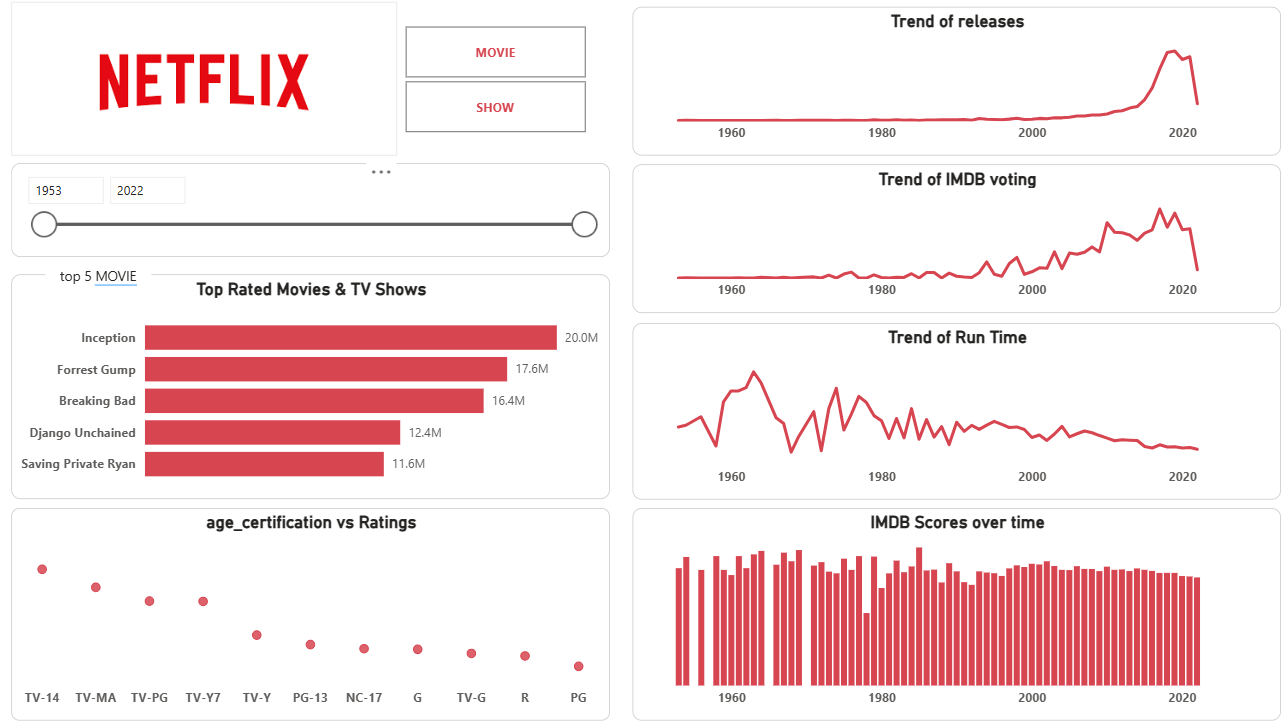 NETFLIX
MOVIE
SHOW
1953 2022
top 5 MOVIE
Top Rated Movies & TV Shows
Inception 20.0M
Forrest Gump 17.6M
Breaking Bad 16.4M
Django Unchained 12.4M
Saving Private Ryan 11.6M
age_certification vs Ratings
TV-14 TV-MA TV-PG TV-Y7 TV-Y PG-13 NC-17 G TV-G R PG
Trend of releases
1960 1980 2000 2020
Trend of IMDB voting
1960 1980 2000 2020
Trend of Run Time
1960 1980 2000 2020
IMDB Scores over time
1960 1980 2000 2020